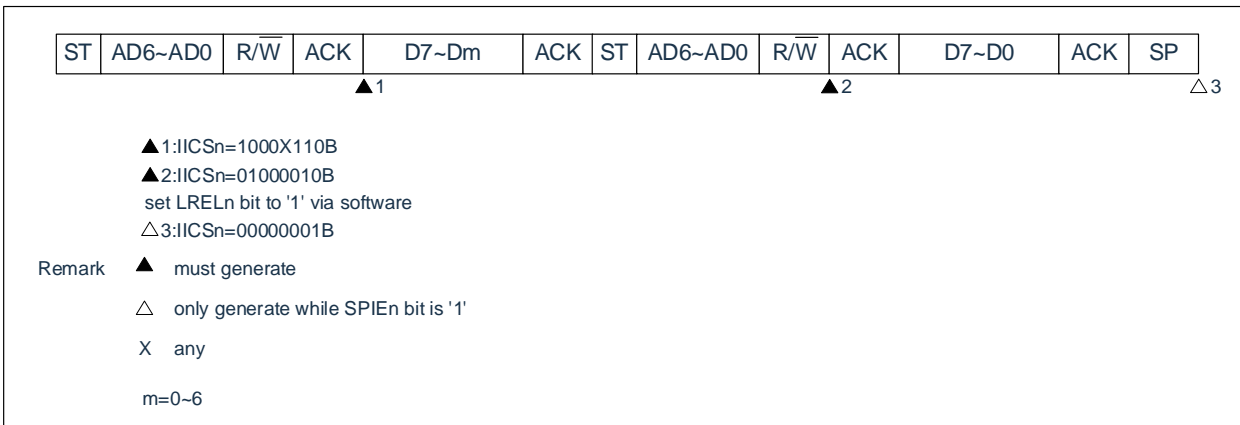 ST AD6~AD0 R/W̅ ACK D7~Dm ACK ST AD6~AD0 R/W̅ ACK D7~D0 ACK SP
▲1 ▲2 △3
▲1:IICSn=1000X110B
▲2:IICSn=01000010B
set LRELn bit to '1' via software
△3:IICSn=00000001B
Remark ▲ must generate
△ only generate while SPIEn bit is '1'
X any
m=0~6